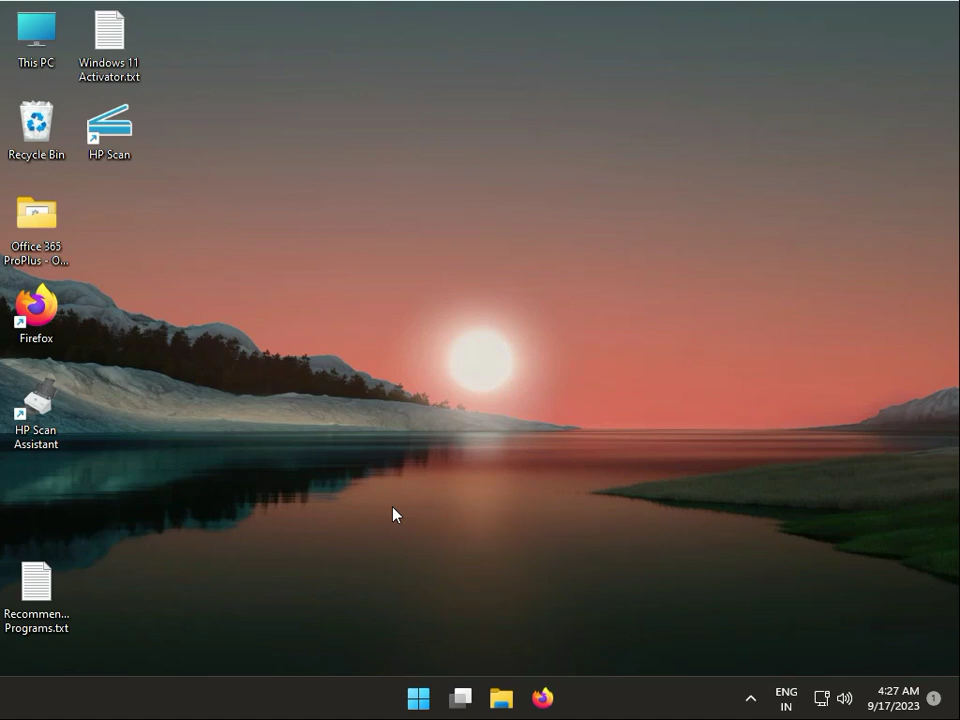 This PC
Windows 11
Activator.txt
Recycle Bin
HP Scan
Office 365
ProPlus - O...
Firefox
HP Scan
Assistant
Recommen...
Programs.txt
ENG
IN
4:27 AM
9/17/2023
1